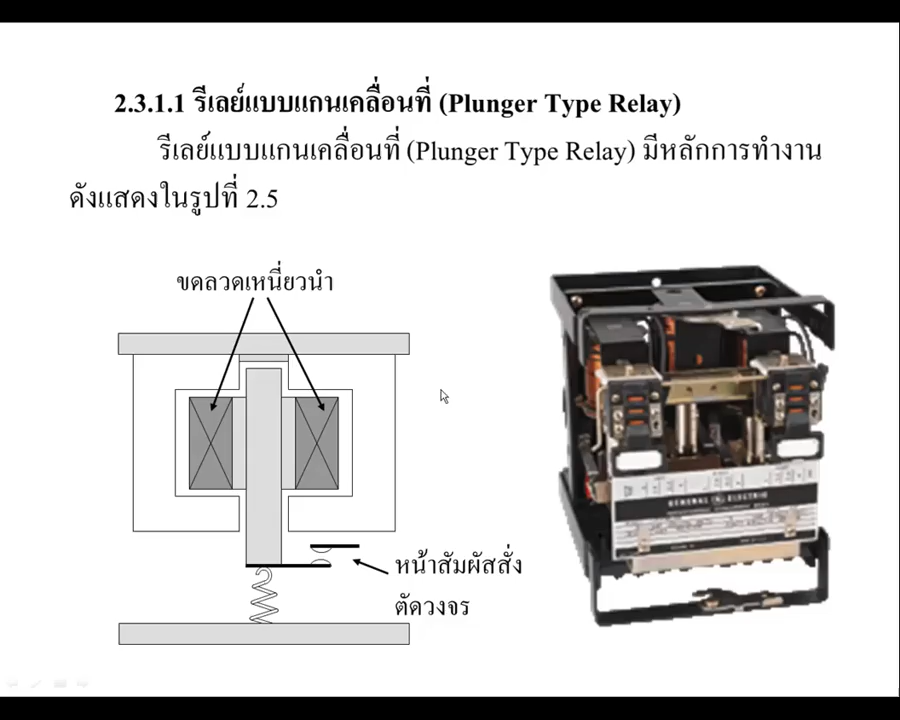 2.3.1.1 รีเลย์แบบแกนเคลื่อนที่ (Plunger Type Relay)
รีเลย์แบบแกนเคลื่อนที่ (Plunger Type Relay) มีหลักการทำงาน
ดังแสดงในรูปที่ 2.5
ขดลวดเหนี่ยวนำ
GENERAL ELECTRIC
หน้าสัมผัสสั่ง
ตัดวงจร